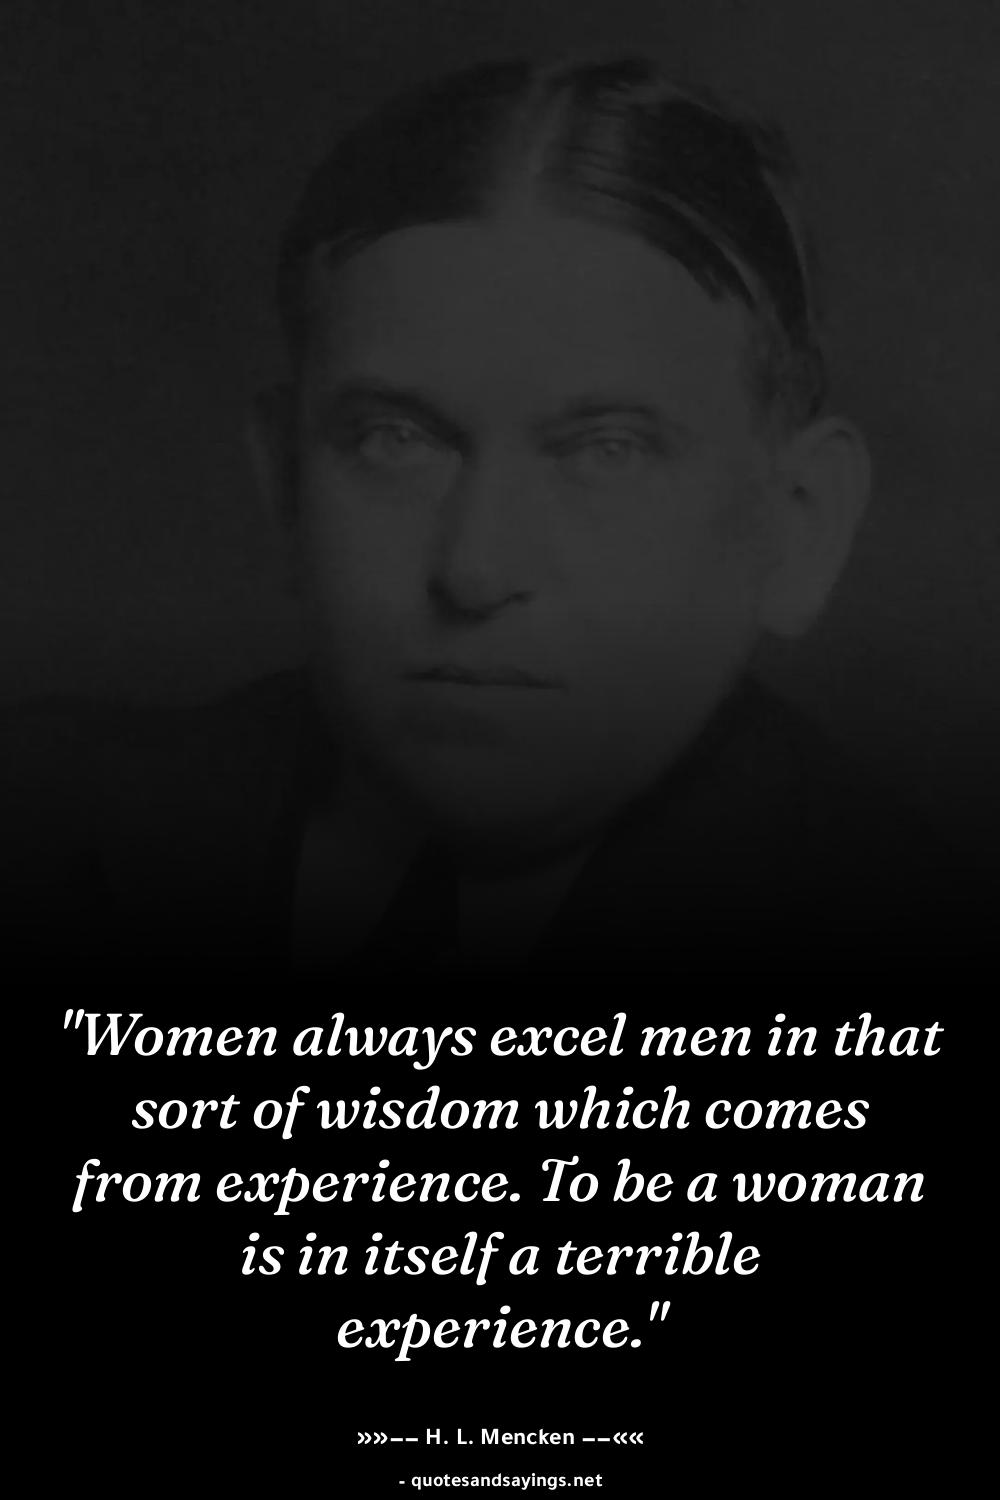 "Women always excel men in that
sort of wisdom which comes
from experience. To be a woman
is in itself a terrible
experience."
»»–– H. L. Mencken ––««
- quotesandsayings.net